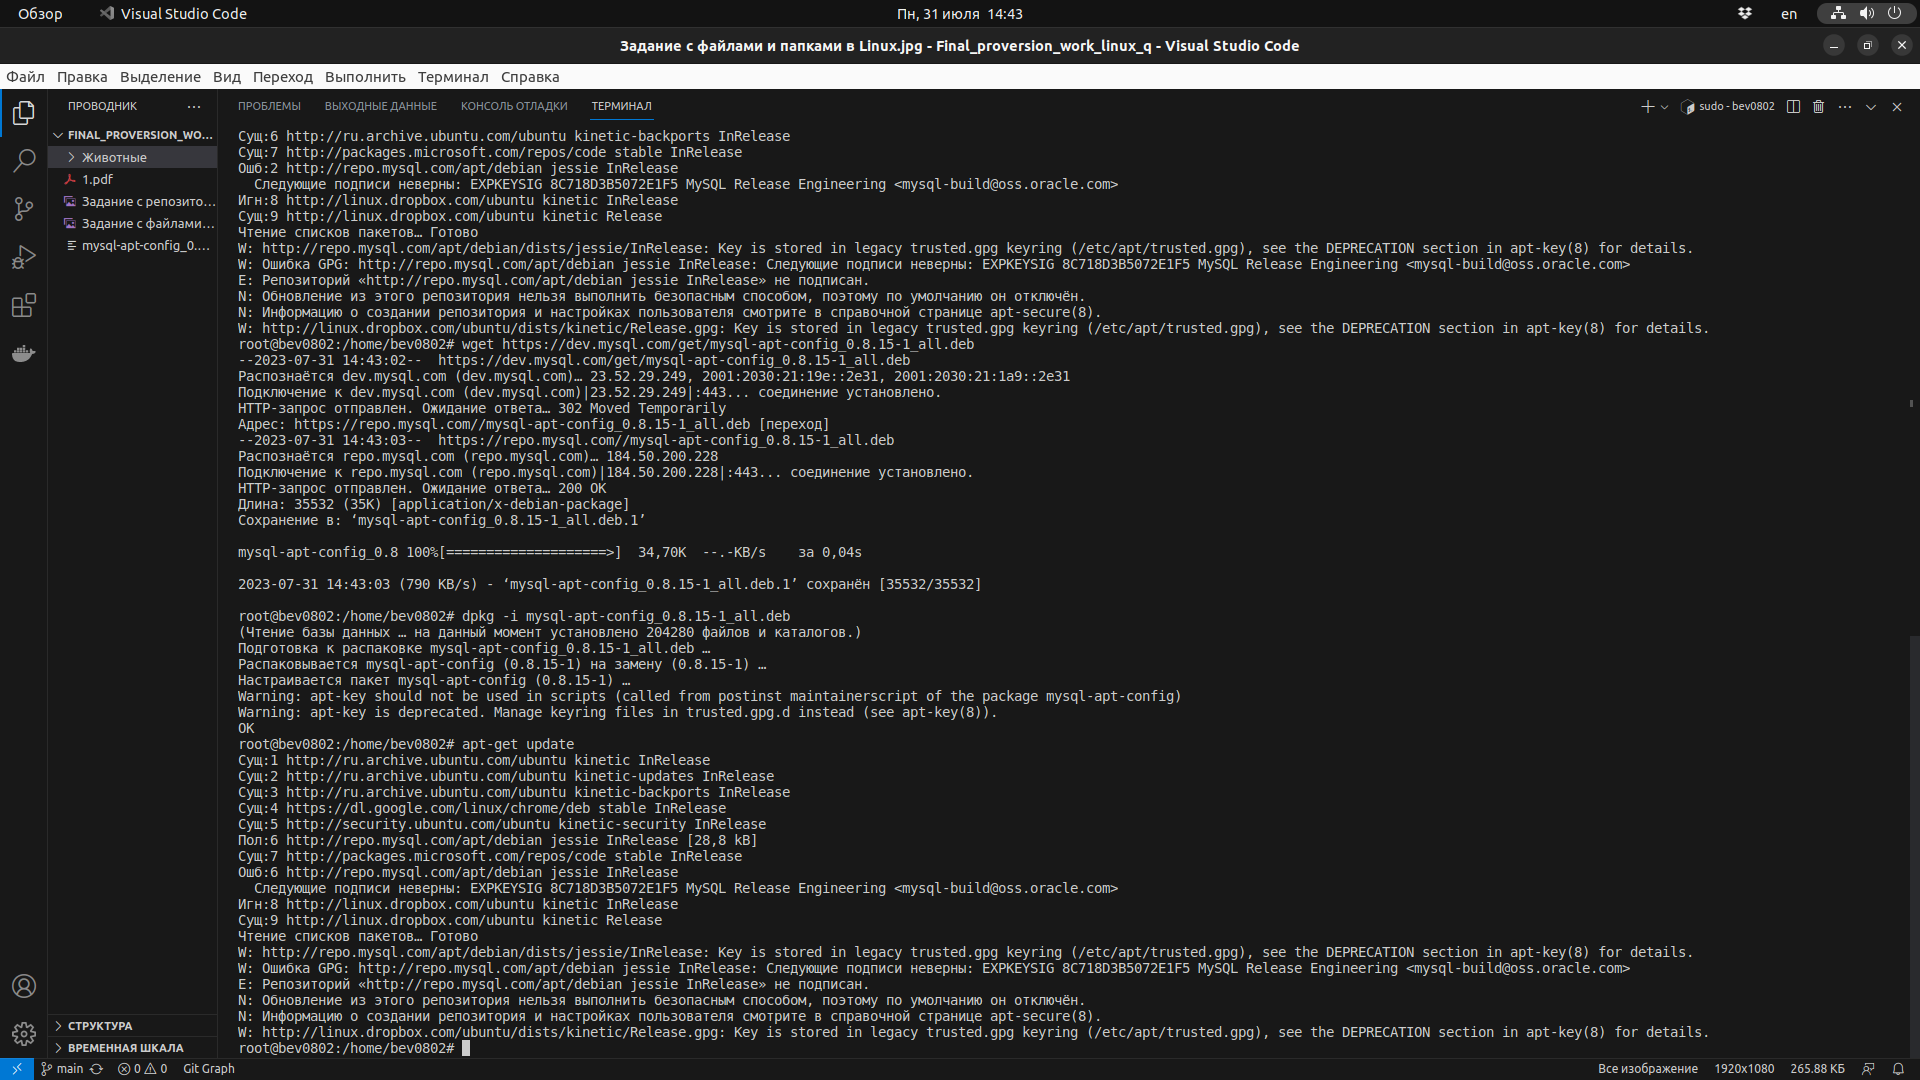 Обзор
Visual Studio Code
Пн, 31 июля 14:43
en
Задание с файлами и папками в Linux.jpg - Final_proversion_work_linux_q - Visual Studio Code
Файл Правка Выделение Вид Переход Выполнить Терминал Справка
ПРОВОДНИК ...
ПРОБЛЕМЫ ВЫХОДНЫЕ ДАННЫЕ КОНСОЛЬ ОТЛАДКИ ТЕРМИНАЛ
sudo - bev0802
FINAL_PROVERSION_WO...
Животные
1.pdf
Задание с репозито...
Задание с файлами...
mysql-apt-config_0....
Сущ:6 http://ru.archive.ubuntu.com/ubuntu kinetic-backports InRelease
Сущ:7 http://packages.microsoft.com/repos/code stable InRelease
Ошб:2 http://repo.mysql.com/apt/debian jessie InRelease
Следующие подписи неверны: EXPKEYSIG 8C718D3B5072E1F5 MySQL Release Engineering <mysql-build@oss.oracle.com>
Игн:8 http://linux.dropbox.com/ubuntu kinetic InRelease
Сущ:9 http://linux.dropbox.com/ubuntu kinetic Release
Чтение списков пакетов… Готово
W: http://repo.mysql.com/apt/debian/dists/jessie/InRelease: Key is stored in legacy trusted.gpg keyring (/etc/apt/trusted.gpg), see the DEPRECATION section in apt-key(8) for details.
W: Ошибка GPG: http://repo.mysql.com/apt/debian jessie InRelease: Следующие подписи неверны: EXPKEYSIG 8C718D3B5072E1F5 MySQL Release Engineering <mysql-build@oss.oracle.com>
E: Репозиторий «http://repo.mysql.com/apt/debian jessie InRelease» не подписан.
N: Обновление из этого репозитория нельзя выполнить безопасным способом, поэтому по умолчанию он отключён.
N: Информацию о создании репозитория и настройках пользователя смотрите в справочной странице apt-secure(8).
W: http://linux.dropbox.com/ubuntu/dists/kinetic/Release.gpg: Key is stored in legacy trusted.gpg keyring (/etc/apt/trusted.gpg), see the DEPRECATION section in apt-key(8) for details.
root@bev0802:/home/bev0802# wget https://dev.mysql.com/get/mysql-apt-config_0.8.15-1_all.deb
--2023-07-31 14:43:02-- https://dev.mysql.com/get/mysql-apt-config_0.8.15-1_all.deb
Распознаётся dev.mysql.com (dev.mysql.com)… 23.52.29.249, 2001:2030:21:19e::2e31, 2001:2030:21:1a9::2e31
Подключение к dev.mysql.com (dev.mysql.com)|23.52.29.249|:443... соединение установлено.
HTTP-запрос отправлен. Ожидание ответа… 302 Moved Temporarily
Адрес: https://repo.mysql.com//mysql-apt-config_0.8.15-1_all.deb [переход]
--2023-07-31 14:43:03-- https://repo.mysql.com//mysql-apt-config_0.8.15-1_all.deb
Распознаётся repo.mysql.com (repo.mysql.com)… 184.50.200.228
Подключение к repo.mysql.com (repo.mysql.com)|184.50.200.228|:443... соединение установлено.
HTTP-запрос отправлен. Ожидание ответа… 200 OK
Длина: 35532 (35K) [application/x-debian-package]
Сохранение в: ‘mysql-apt-config_0.8.15-1_all.deb.1’
mysql-apt-config_0.8 100%[====================>] 34,70K --.-KB/s за 0,04s
2023-07-31 14:43:03 (790 KB/s) - ‘mysql-apt-config_0.8.15-1_all.deb.1’ сохранён [35532/35532]
root@bev0802:/home/bev0802# dpkg -i mysql-apt-config_0.8.15-1_all.deb
(Чтение базы данных … на данный момент установлено 204280 файлов и каталогов.)
Подготовка к распаковке mysql-apt-config_0.8.15-1_all.deb …
Распаковывается mysql-apt-config (0.8.15-1) на замену (0.8.15-1) …
Настраивается пакет mysql-apt-config (0.8.15-1) …
Warning: apt-key should not be used in scripts (called from postinst maintainerscript of the package mysql-apt-config)
Warning: apt-key is deprecated. Manage keyring files in trusted.gpg.d instead (see apt-key(8)).
OK
root@bev0802:/home/bev0802# apt-get update
Сущ:1 http://ru.archive.ubuntu.com/ubuntu kinetic InRelease
Сущ:2 http://ru.archive.ubuntu.com/ubuntu kinetic-updates InRelease
Сущ:3 http://ru.archive.ubuntu.com/ubuntu kinetic-backports InRelease
Сущ:4 https://dl.google.com/linux/chrome/deb stable InRelease
Сущ:5 http://security.ubuntu.com/ubuntu kinetic-security InRelease
Пол:6 http://repo.mysql.com/apt/debian jessie InRelease [28,8 kB]
Сущ:7 http://packages.microsoft.com/repos/code stable InRelease
Ошб:6 http://repo.mysql.com/apt/debian jessie InRelease
Следующие подписи неверны: EXPKEYSIG 8C718D3B5072E1F5 MySQL Release Engineering <mysql-build@oss.oracle.com>
Игн:8 http://linux.dropbox.com/ubuntu kinetic InRelease
Сущ:9 http://linux.dropbox.com/ubuntu kinetic Release
Чтение списков пакетов… Готово
W: http://repo.mysql.com/apt/debian/dists/jessie/InRelease: Key is stored in legacy trusted.gpg keyring (/etc/apt/trusted.gpg), see the DEPRECATION section in apt-key(8) for details.
W: Ошибка GPG: http://repo.mysql.com/apt/debian jessie InRelease: Следующие подписи неверны: EXPKEYSIG 8C718D3B5072E1F5 MySQL Release Engineering <mysql-build@oss.oracle.com>
E: Репозиторий «http://repo.mysql.com/apt/debian jessie InRelease» не подписан.
N: Обновление из этого репозитория нельзя выполнить безопасным способом, поэтому по умолчанию он отключён.
N: Информацию о создании репозитория и настройках пользователя смотрите в справочной странице apt-secure(8).
W: http://linux.dropbox.com/ubuntu/dists/kinetic/Release.gpg: Key is stored in legacy trusted.gpg keyring (/etc/apt/trusted.gpg), see the DEPRECATION section in apt-key(8) for details.
root@bev0802:/home/bev0802#
СТРУКТУРА
ВРЕМЕННАЯ ШКАЛА
main 0 0 Git Graph
Все изображение 1920x1080 265.88 КБ